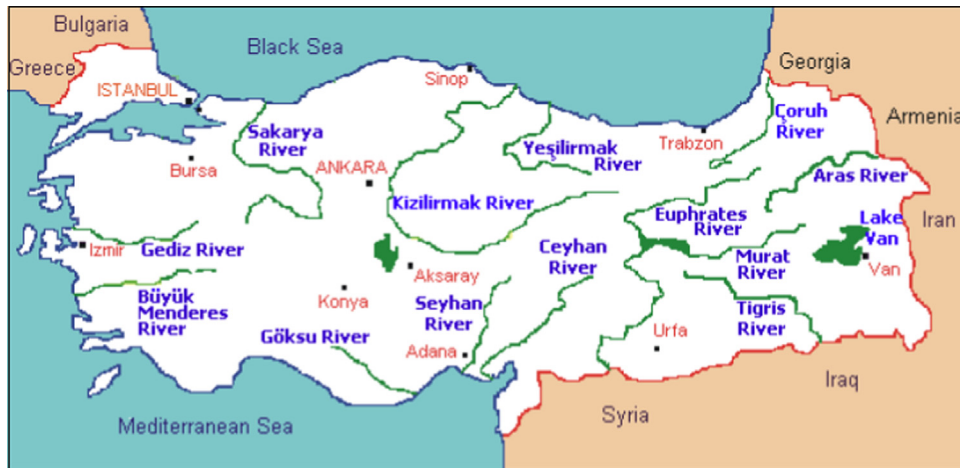 Bulgaria
Black Sea
Greece
ISTANBUL
Sinop
Georgia
Armenia
Sakarya
River
Bursa
ANKARA
Yeşilirmak
River
Trabzon
Çoruh
River
Aras River
Kizilirmak River
Euphrates
River
Lake
Van
Iran
Izmir
Gediz River
Ceyhan
River
Murat
River
Van
Aksaray
Büyük
Menderes
River
Konya
Seyhan
River
Tigris
River
Göksu River
Adana
Urfa
Iraq
Syria
Mediterranean Sea